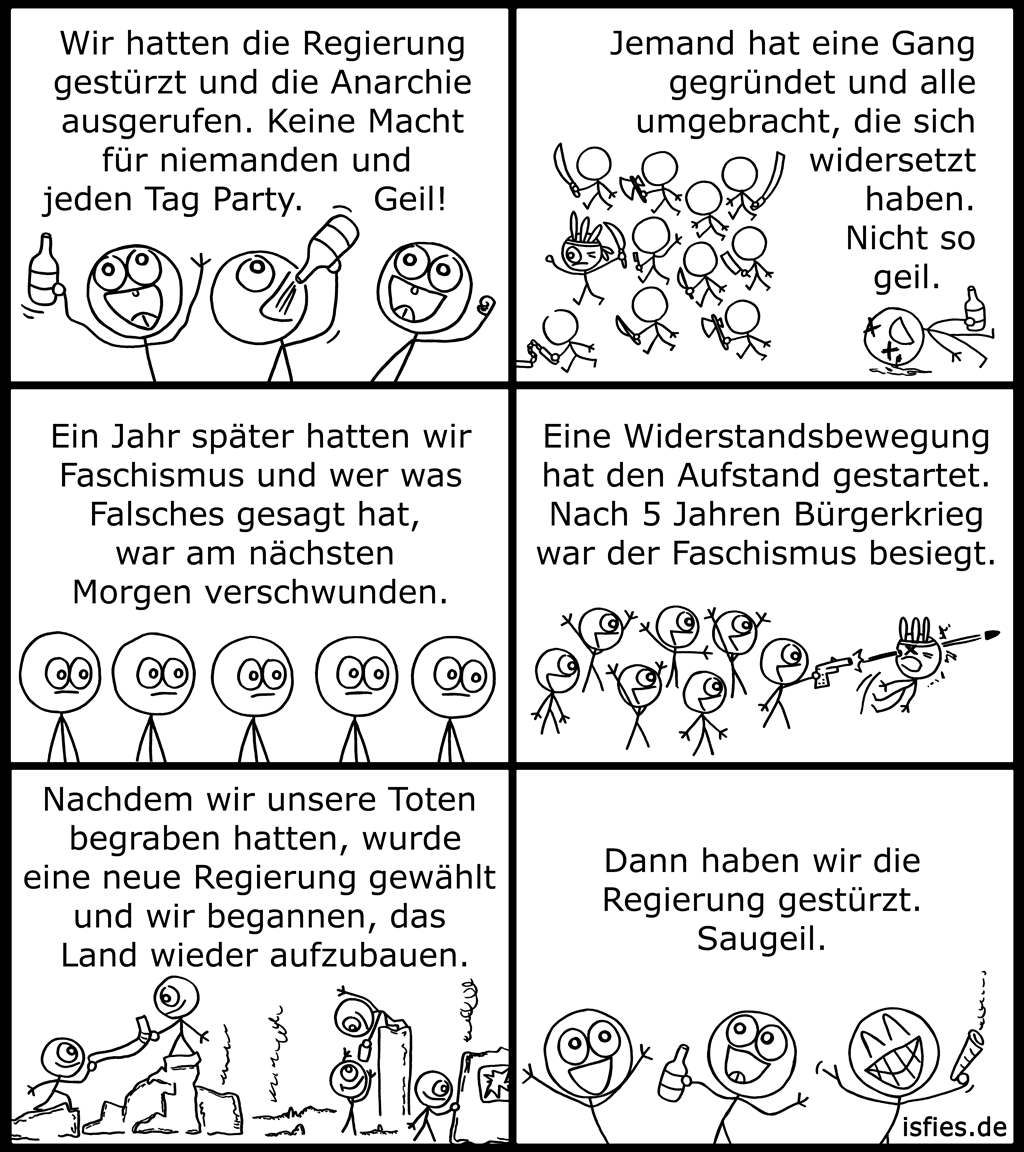 Wir hatten die Regierung
gestürzt und die Anarchie
ausgerufen. Keine Macht
für niemanden und
jeden Tag Party. Geil!
Jemand hat eine Gang
gegründet und alle
umgebracht, die sich
widersetzt
haben.
Nicht so
geil.
Ein Jahr später hatten wir
Faschismus und wer was
Falsches gesagt hat,
war am nächsten
Morgen verschwunden.
Eine Widerstandsbewegung
hat den Aufstand gestartet.
Nach 5 Jahren Bürgerkrieg
war der Faschismus besiegt.
Nachdem wir unsere Toten
begraben hatten, wurde
eine neue Regierung gewählt
und wir begannen, das
Land wieder aufzubauen.
Dann haben wir die
Regierung gestürzt.
Saugeil.
isfies.de